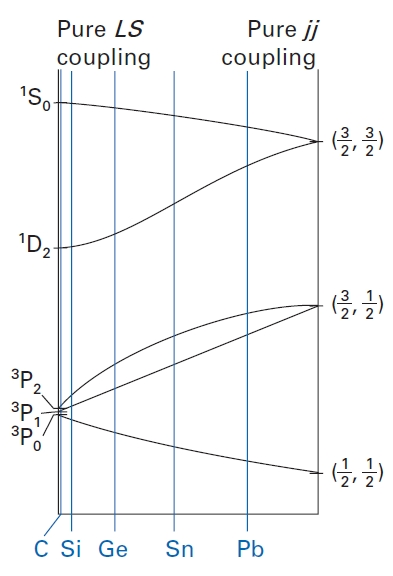 Pure LS
coupling
Pure jj
coupling
¹S₀
(3/2, 3/2)
¹D₂
(3/2, 1/2)
³P₂
³P₁
³P₀
(1/2, 1/2)
C Si Ge Sn Pb